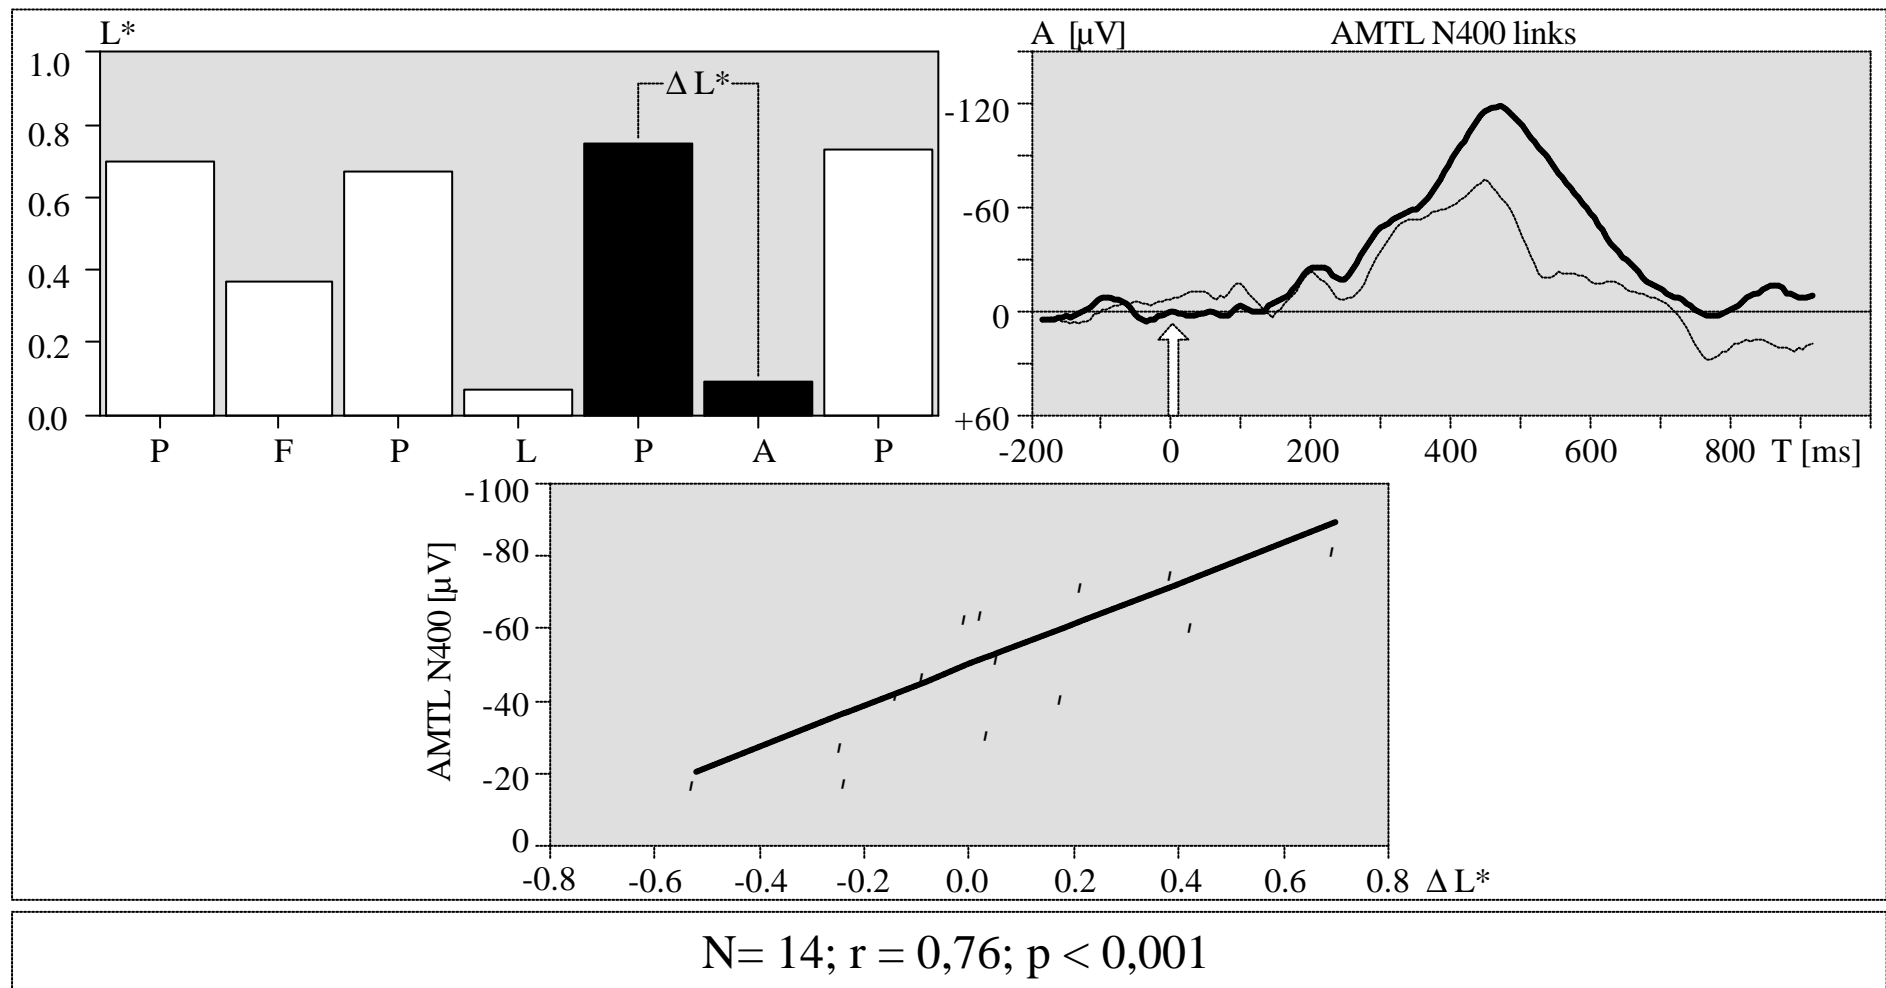 L*
1.0
0.8
0.6
0.4
0.2
0.0
Δ L*
P F P L P A P
A [µV] AMTL N400 links
-120
-60
0
+60
-200 0 200 400 600 800 T [ms]
AMTL N400 [µV]
-100
-80
-60
-40
-20
0
-0.8 -0.6 -0.4 -0.2 0.0 0.2 0.4 0.6 0.8 Δ L*
N= 14; r = 0,76; p < 0,001